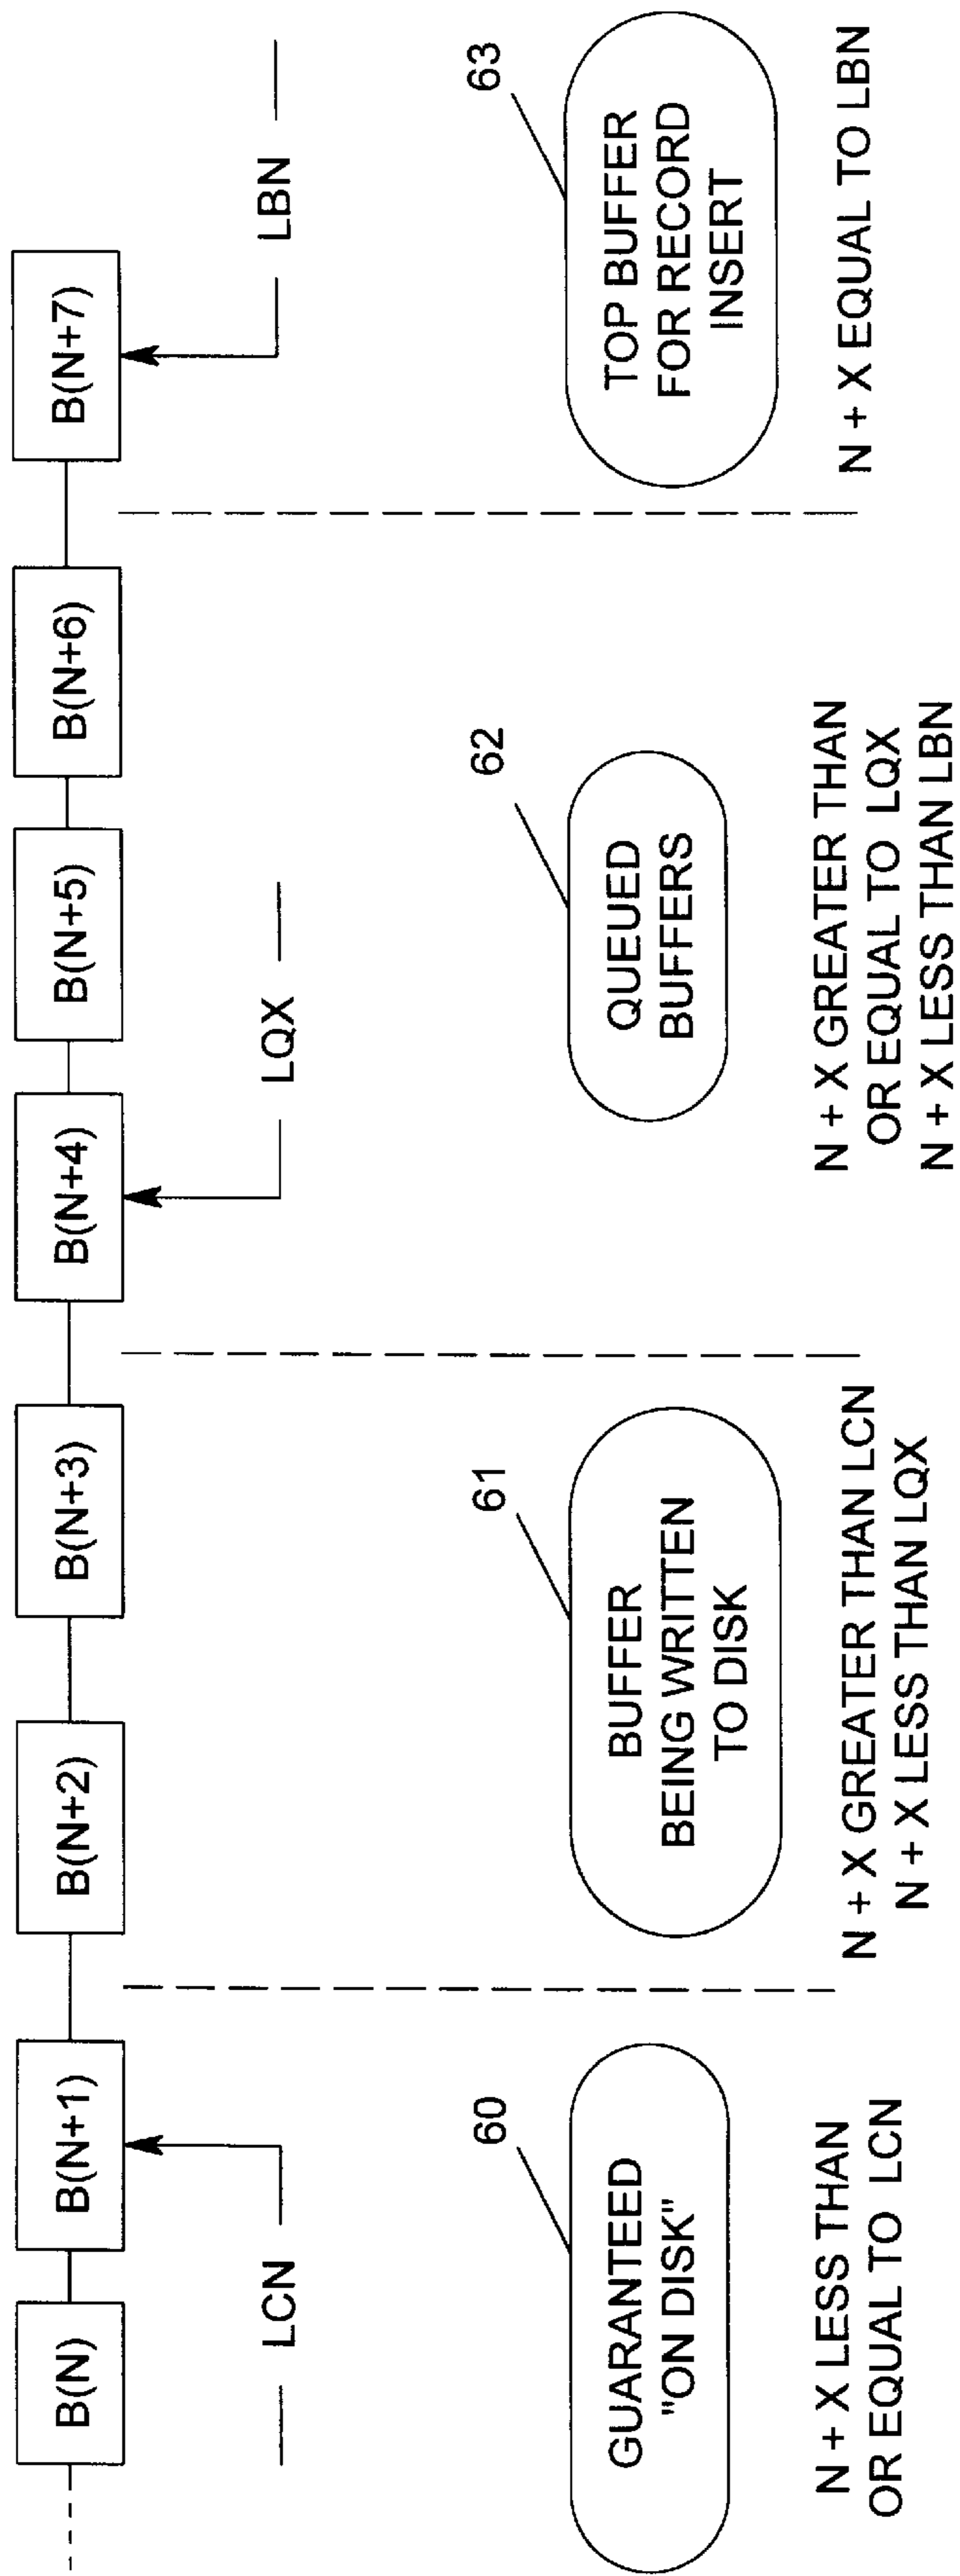 B(N)
B(N+1)
B(N+2)
B(N+3)
B(N+4)
B(N+5)
B(N+6)
B(N+7)
LCN
LQX
LBN
60
GUARANTEED
"ON DISK"
N + X LESS THAN
OR EQUAL TO LCN
61
BUFFER
BEING WRITTEN
TO DISK
N + X GREATER THAN LCN
N + X LESS THAN LQX
62
QUEUED
BUFFERS
N + X GREATER THAN
OR EQUAL TO LQX
N + X LESS THAN LBN
63
TOP BUFFER
FOR RECORD
INSERT
N + X EQUAL TO LBN